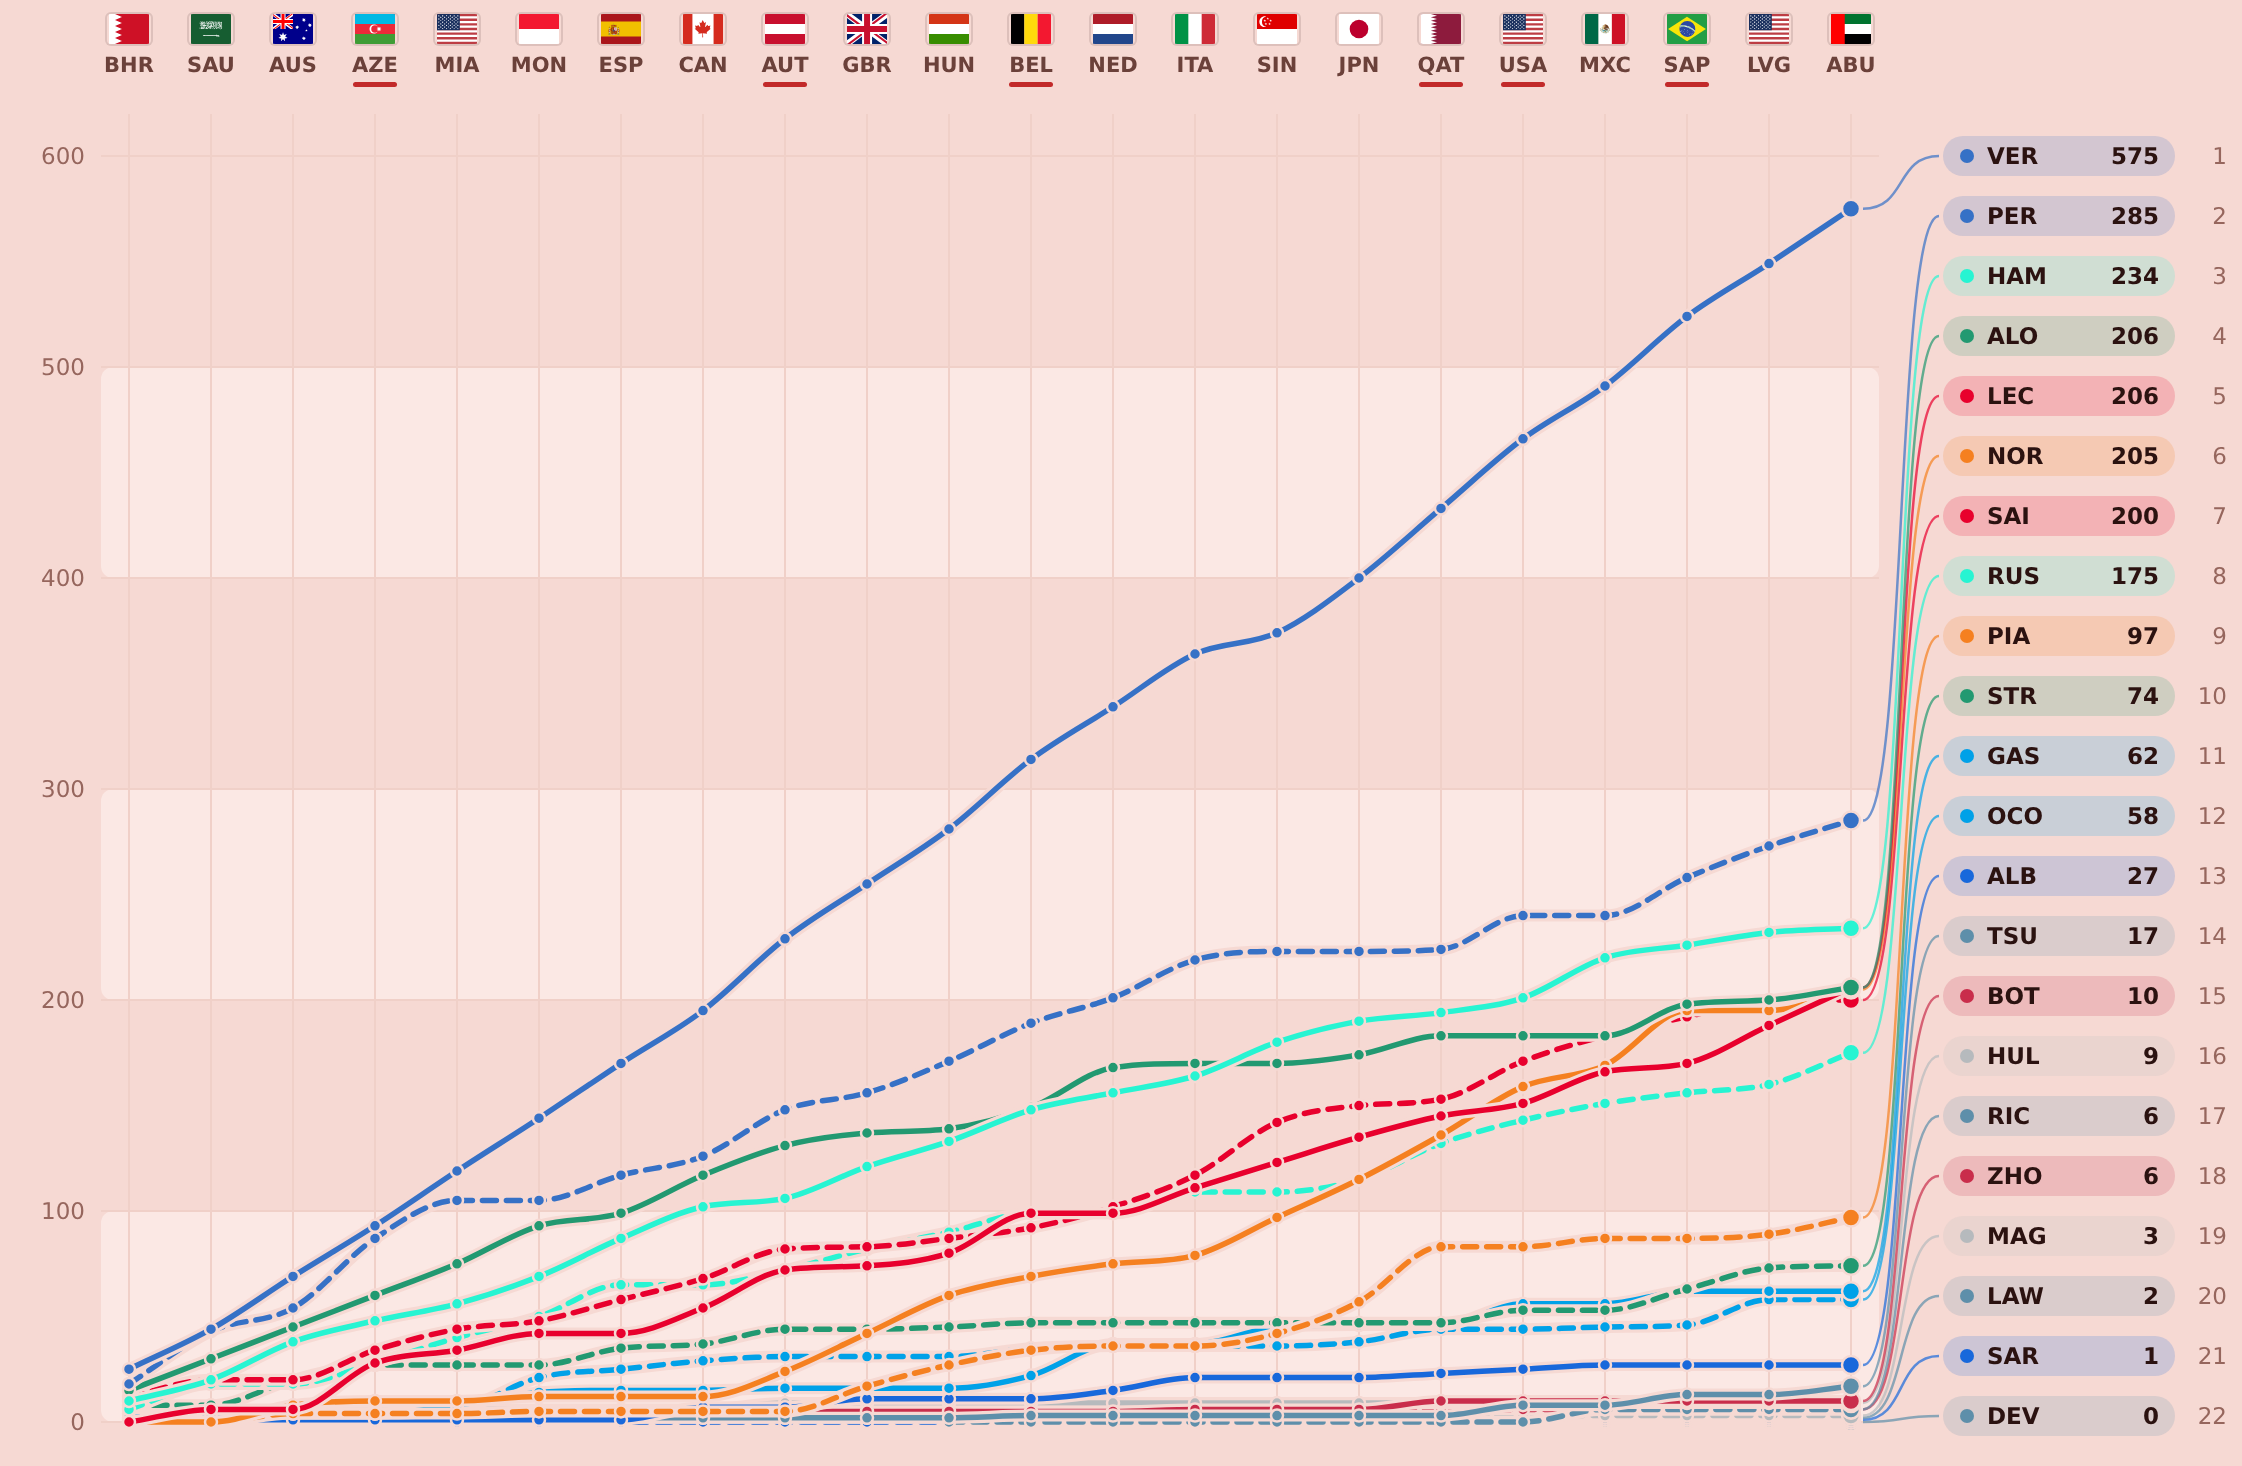 BHR SAU AUS AZE MIA MON ESP CAN AUT GBR HUN BEL NED ITA SIN JPN QAT USA MXC SAP LVG ABU
600
500
400
300
200
100
0
VER 575 1
PER 285 2
HAM 234 3
ALO 206 4
LEC 206 5
NOR 205 6
SAI 200 7
RUS 175 8
PIA 97 9
STR 74 10
GAS 62 11
OCO 58 12
ALB 27 13
TSU 17 14
BOT 10 15
HUL 9 16
RIC 6 17
ZHO 6 18
MAG 3 19
LAW 2 20
SAR 1 21
DEV 0 22